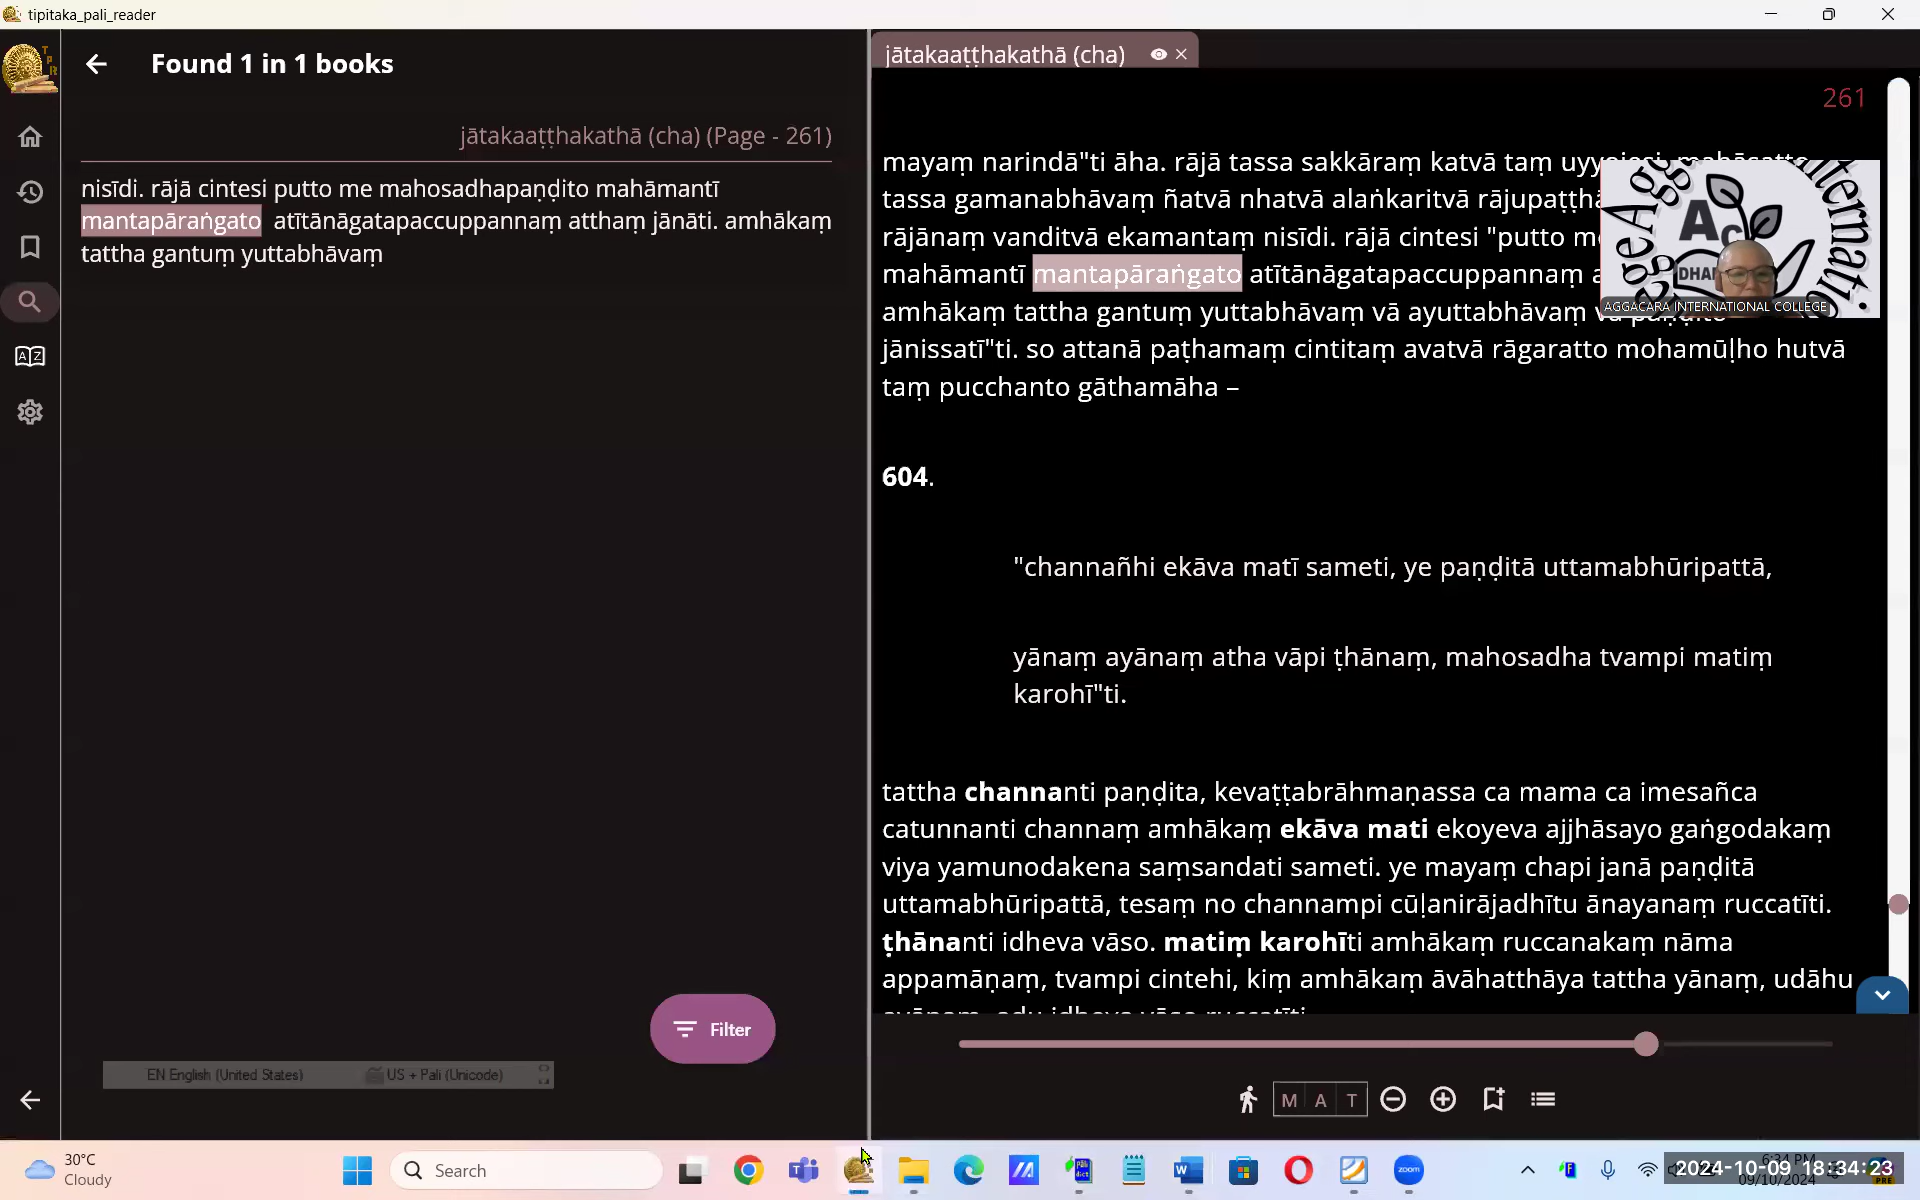 tipitaka_pali_reader
Found 1 in 1 books
jātakaaṭṭhakathā (cha) (Page - 261)
nisīdi. rājā cintesi putto me mahosadhapaṇḍito mahāmantī
mantapāraṅgato atītānāgatapaccuppannaṃ atthaṃ jānāti. amhākaṃ
tattha gantuṃ yuttabhāvaṃ
Filter
EN English (United States) US + Pali (Unicode)
jātakaaṭṭhakathā (cha)
261
mayaṃ narindā"ti āha. rājā tassa sakkāraṃ katvā taṃ
tassa gamanabhāvaṃ ñatvā nhatvā alaṅkaritvā
rājānaṃ vanditvā ekamantaṃ nisīdi. rājā cintesi "putto
mahāmantī mantapāraṅgato atītānāgatapaccuppannaṃ
amhākaṃ tattha gantuṃ yuttabhāvaṃ vā ayuttabhāvaṃ
jānissatī"ti. so attanā paṭhamaṃ cintitaṃ avatvā rāgaratto mohamūḷho hutvā
taṃ pucchanto gāthamāha –
604.
"channañhi ekāva matī sameti, ye paṇḍitā uttamabhūripattā,
yānaṃ ayānaṃ atha vāpi ṭhānaṃ, mahosadha tvampi matiṃ
karohī"ti.
tattha channanti paṇḍita, kevaṭṭabrāhmaṇassa ca mama ca imesañca
catunnanti channaṃ amhākaṃ ekāva mati ekoyeva ajjhāsayo gaṅgodakaṃ
viya yamunodakena saṃsandati sameti. ye mayaṃ chapi janā paṇḍitā
uttamabhūripattā, tesaṃ no channampi cūḷanirājadhītu ānayanaṃ ruccatīti.
ṭhānanti idheva vāso. matiṃ karohīti amhākaṃ ruccanakaṃ nāma
appamāṇaṃ, tvampi cintehi, kiṃ amhākaṃ āvāhatthāya tattha yānaṃ, udāhu
M A T
AGGACARA INTERNATIONAL COLLEGE
30°C
Cloudy
Search
zoom
2024-10-09 18:34:23